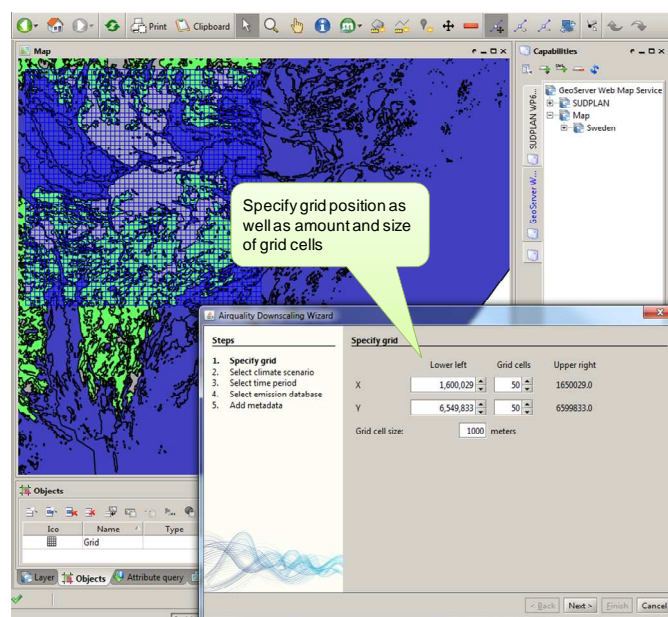 Print Clipboard
Map
Capabilities
SUDPLAN WP6...
GeoServer W...
GeoServer Web Map Service
SUDPLAN
Map
Sweden
Specify grid position as
well as amount and size
of grid cells
Airquality Downscaling Wizard
Steps
1. Specify grid
2. Select climate scenario
3. Select time period
4. Select emission database
5. Add metadata
Specify grid
Lower left Grid cells Upper right
X 1,600,029 50 1650029.0
Y 6,549,833 50 6599833.0
Grid cell size: 1000 meters
Objects
Ico Name Type
Grid
Layer Objects Attribute query
< Back Next > Finish Cancel